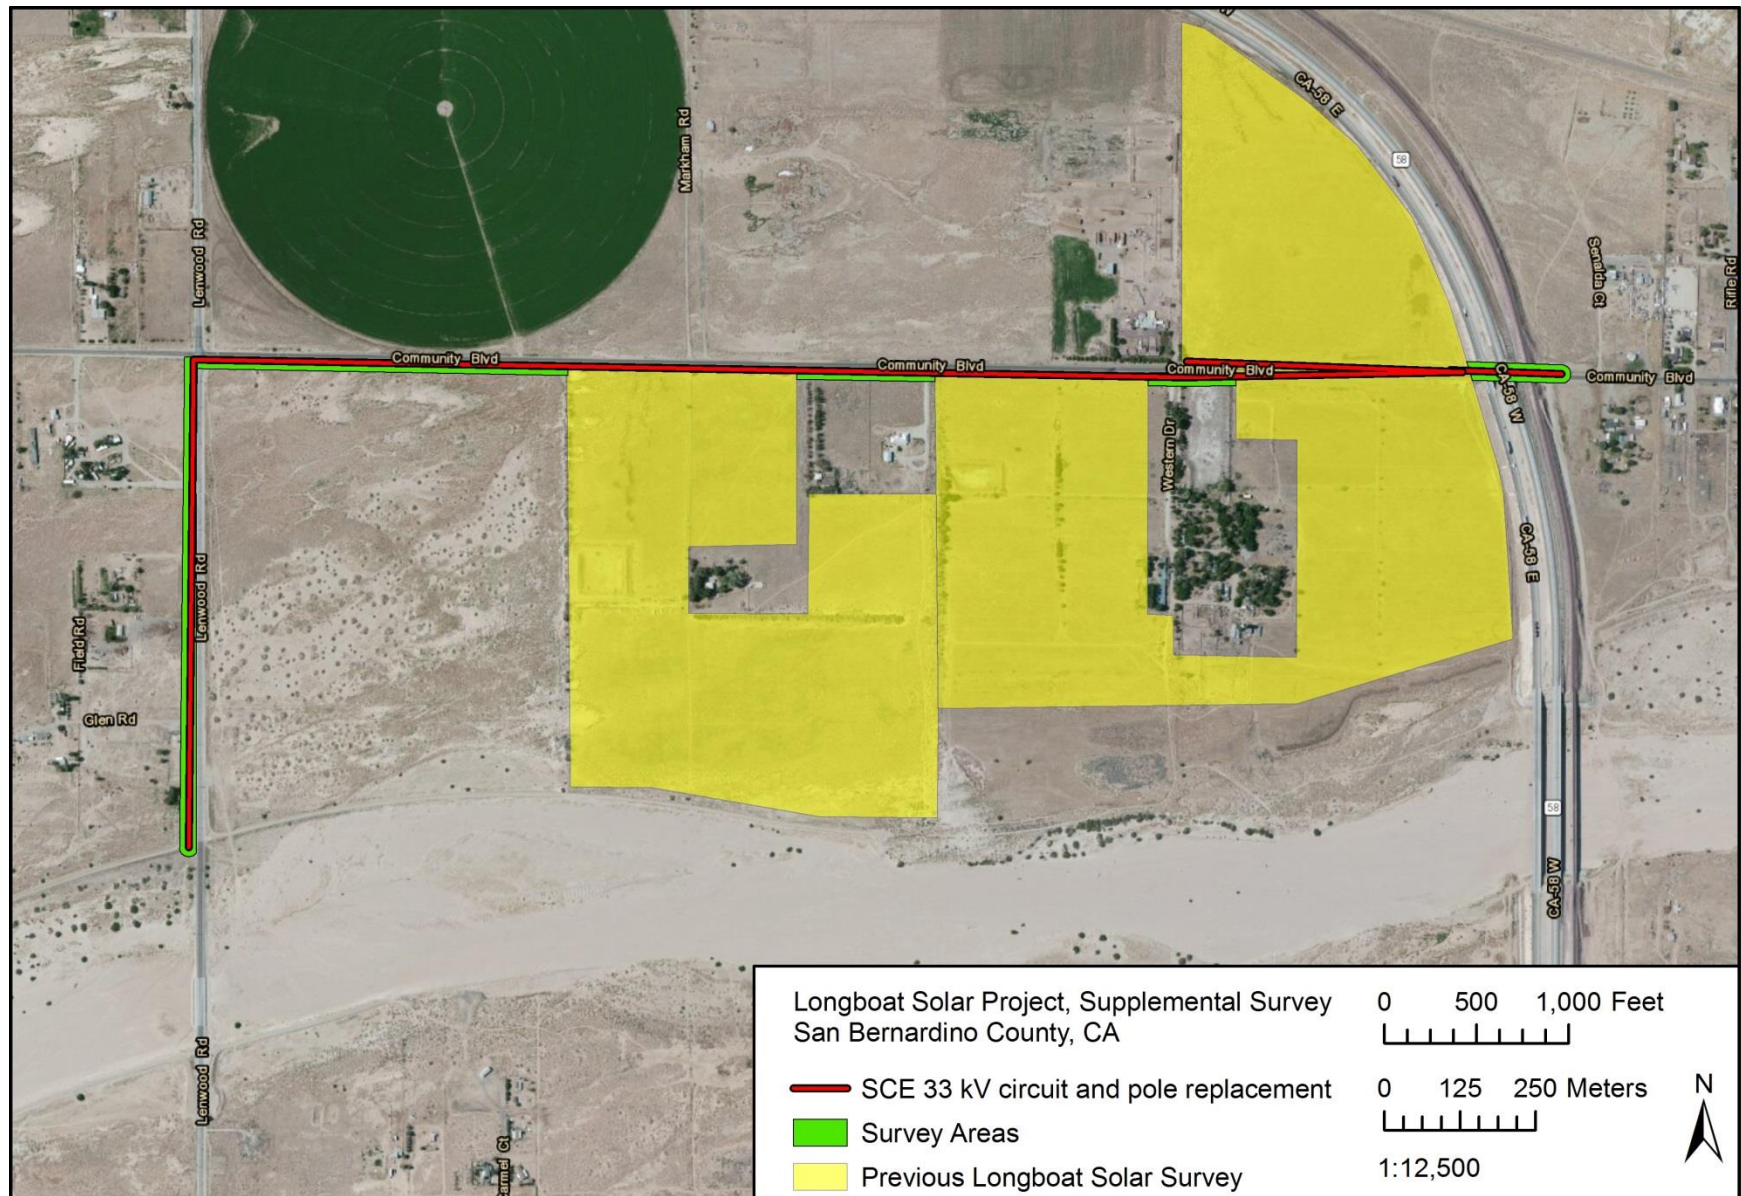 W
CA-58 E
58
Markham Rd
Lenwood Rd
Senalda Ct
Rifle Rd
Community Blvd
Community Blvd
Community Blvd
Community Blvd
CA-58 W
Western Dr
CA-58 E
Lenwood Rd
Field Rd
Glen Rd
58
CA-58 W
Lenwood Rd
armel Ct
Longboat Solar Project, Supplemental Survey
San Bernardino County, CA
SCE 33 kV circuit and pole replacement
Survey Areas
Previous Longboat Solar Survey
0 500 1,000 Feet
0 125 250 Meters
1:12,500
N